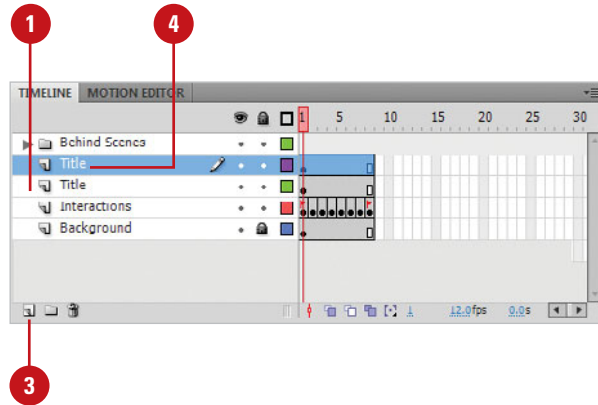 1 4
TIMELINE MOTION EDITOR
1 5 10 15 20 25 30
Behind Scenes
Title
Title
Interactions
Background
1 12.0fps 0.0s
3